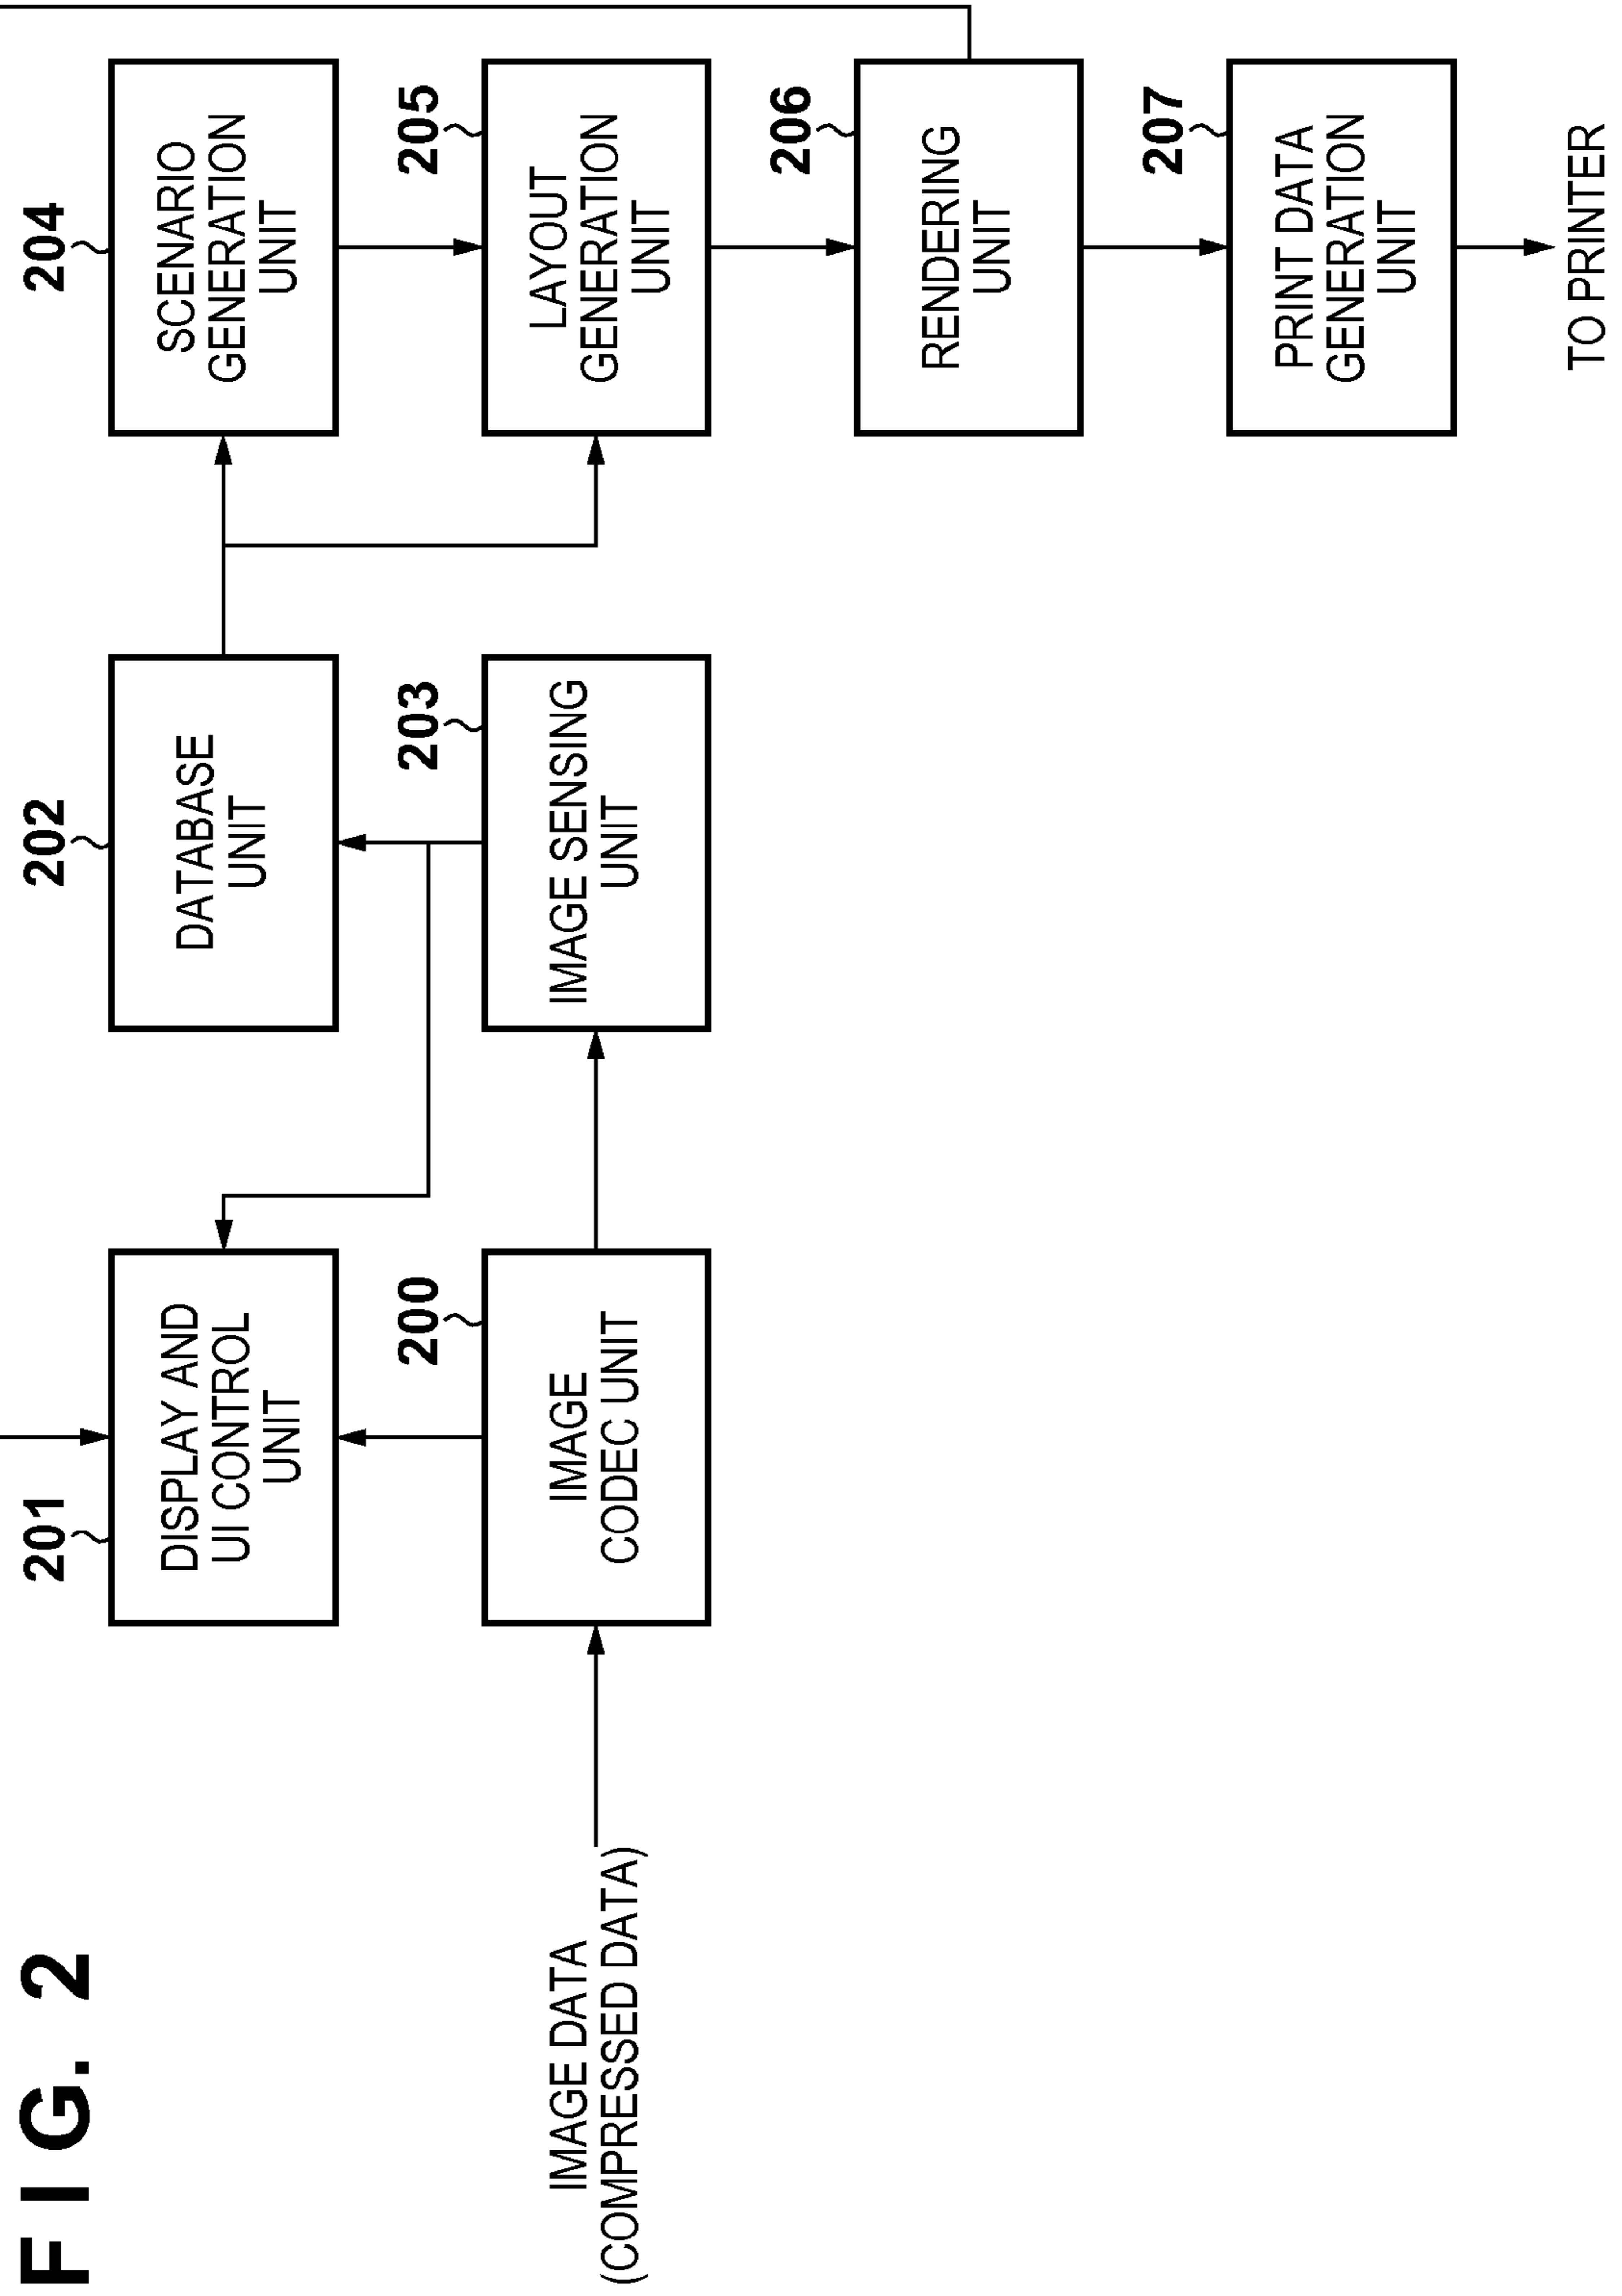 FIG. 2
201
DISPLAY AND
UI CONTROL
UNIT
202
DATABASE
UNIT
204
SCENARIO
GENERATION
UNIT
IMAGE DATA
(COMPRESSED DATA)
200
IMAGE
CODEC UNIT
203
IMAGE SENSING
UNIT
205
LAYOUT
GENERATION
UNIT
206
RENDERING
UNIT
207
PRINT DATA
GENERATION
UNIT
TO PRINTER